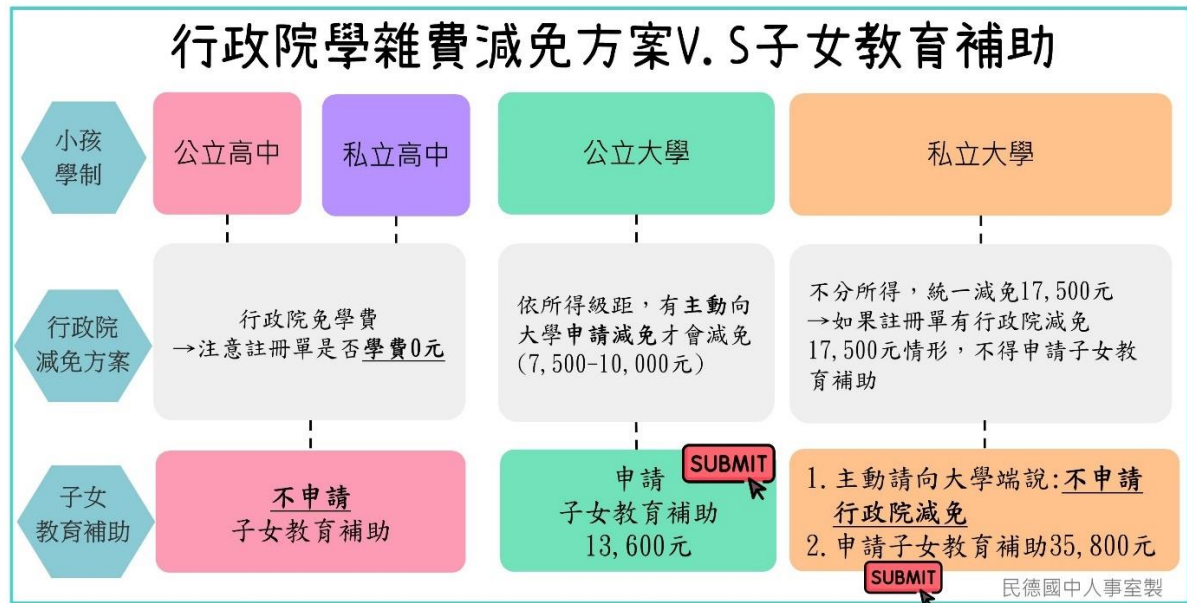 行政院學雜費減免方案V.S子女教育補助
小孩
學制
公立高中
私立高中
公立大學
私立大學
行政院
減免方案
行政院免學費
→注意註冊單是否學費0元
依所得級距,有主動向
大學申請減免才會減免
(7,500-10,000元)
不分所得,統一減免17,500元
→如果註冊單有行政院減免
17,500元情形,不得申請子女教
育補助
子女
教育補助
不申請
子女教育補助
申請
SUBMIT
子女教育補助
13,600元
1. 主動請向大學端說:不申請
行政院減免
2. 申請子女教育補助35,800元
SUBMIT
民德國中人事室製